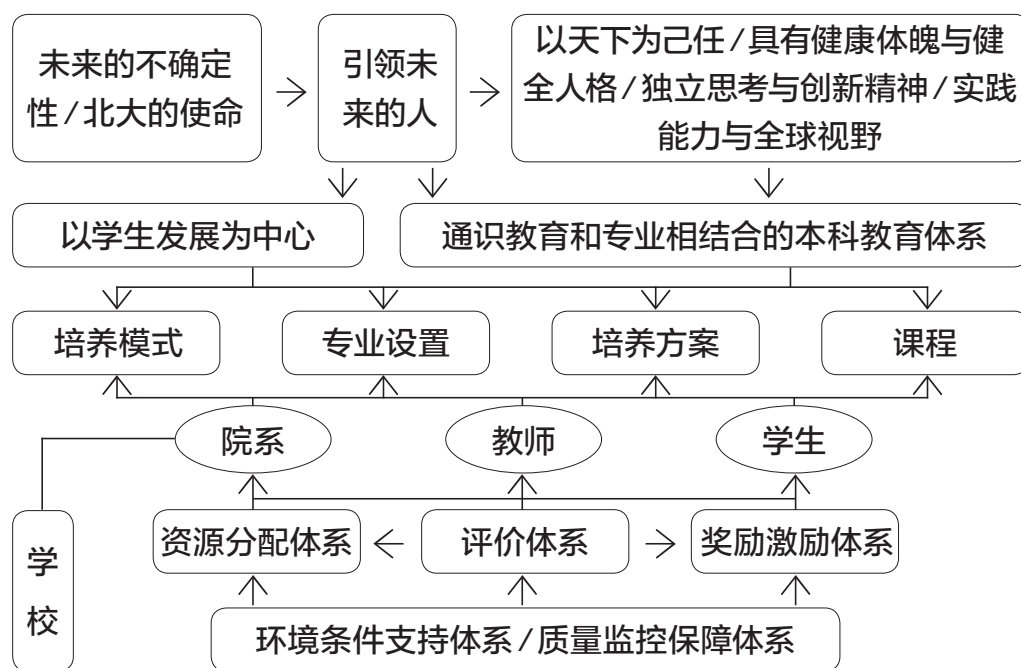 未来的不确定
性/北大的使命
引领未
来的人
以天下为己任/具有健康体魄与健
全人格/独立思考与创新精神/实践
能力与全球视野
以学生发展为中心
通识教育和专业相结合的本科教育体系
培养模式
专业设置
培养方案
课程
院系
教师
学生
学
校
资源分配体系
评价体系
奖励激励体系
环境条件支持体系/质量监控保障体系